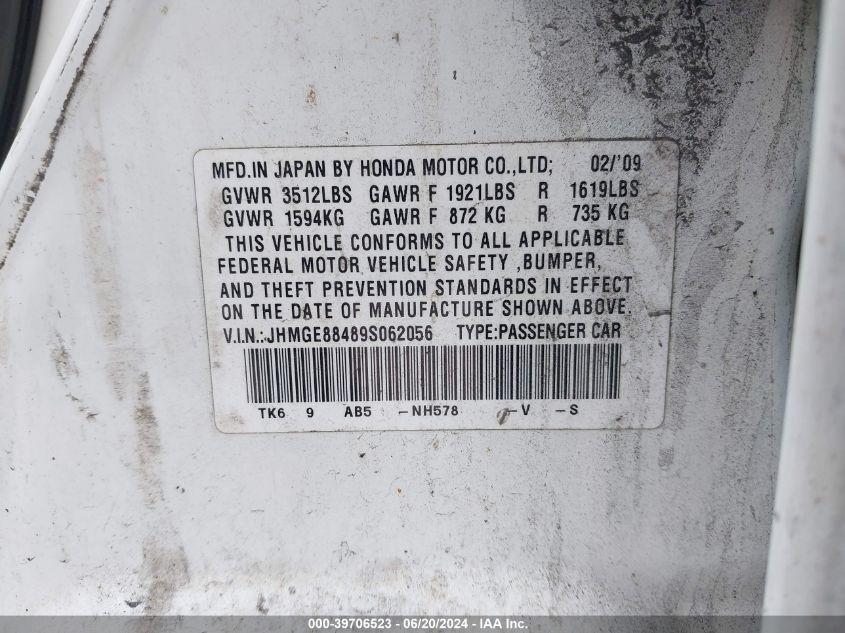 MFD.IN JAPAN BY HONDA MOTOR CO.,LTD; 02/'09
GVWR 3512LBS GAWR F 1921LBS R 1619LBS
GVWR 1594KG GAWR F 872 KG R 735 KG
THIS VEHICLE CONFORMS TO ALL APPLICABLE
FEDERAL MOTOR VEHICLE SAFETY ,BUMPER,
AND THEFT PREVENTION STANDARDS IN EFFECT
ON THE DATE OF MANUFACTURE SHOWN ABOVE.
V.I.N.:JHMGE88489S062056 TYPE:PASSENGER CAR
TK6 9 AB5 -NH578 -V -S
000-39706523 - 06/20/2024 - IAAI Inc.